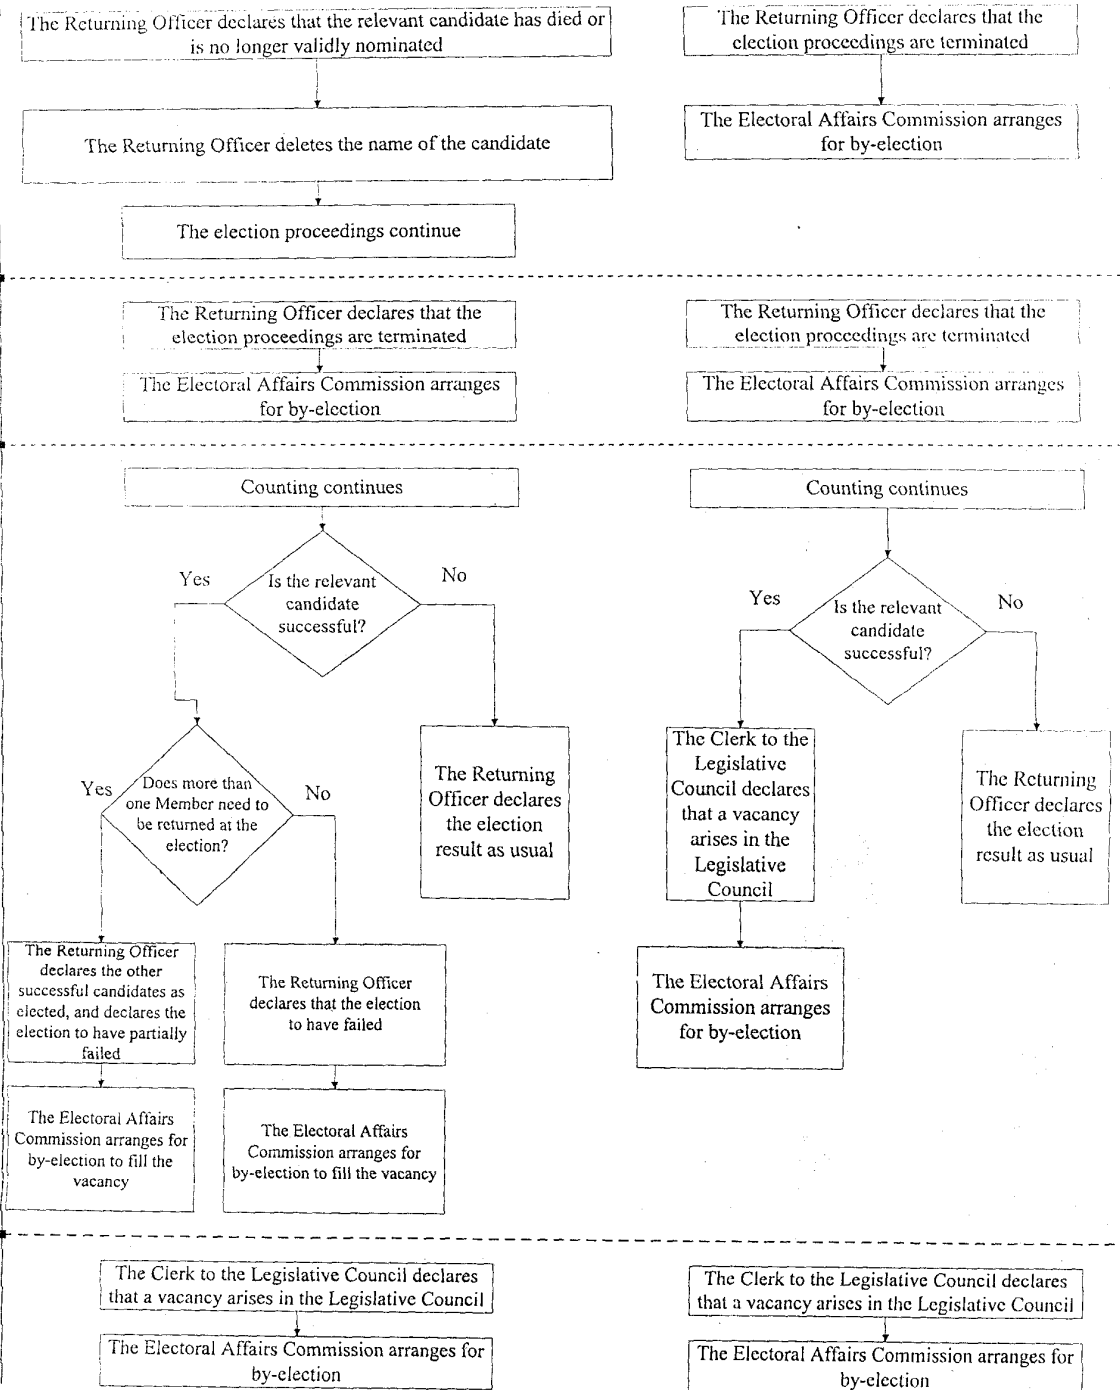 The Returning Officer declares that the relevant candidate has died or
is no longer validly nominated
The Returning Officer deletes the name of the candidate
The election proceedings continue
The Returning Officer declares that the
election proceedings are terminated
The Electoral Affairs Commission arranges
for by-election
The Returning Officer declares that the
election proceedings are terminated
The Electoral Affairs Commission arranges
for by-election
The Returning Officer declares that the
election proceedings are terminated
The Electoral Affairs Commission arranges
for by-election
Counting continues
Is the relevant
candidate
successful?
Yes
No
Does more than
one Member need to
be returned at the
election?
Yes
No
The Returning
Officer declares
the election
result as usual
The Returning Officer
declares the other
successful candidates as
elected, and declares the
election to have partially
failed
The Returning Officer
declares that the election
to have failed
The Electoral Affairs
Commission arranges for
by-election to fill the
vacancy
The Electoral Affairs
Commission arranges for
by-election to fill the vacancy
Counting continues
Is the relevant
candidate
successful?
Yes
No
The Clerk to the
Legislative
Council declares
that a vacancy
arises in the
Legislative
Council
The Returning
Officer declares
the election
result as usual
The Electoral Affairs
Commission arranges
for by-election
The Clerk to the Legislative Council declares
that a vacancy arises in the Legislative Council
The Electoral Affairs Commission arranges for
by-election
The Clerk to the Legislative Council declares
that a vacancy arises in the Legislative Council
The Electoral Affairs Commission arranges for
by-election